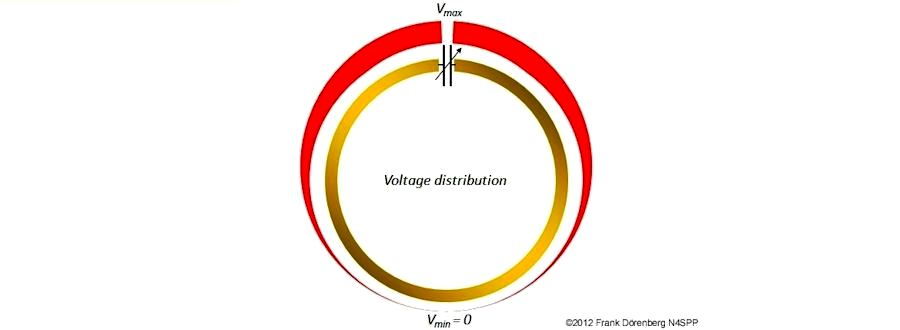 Vmax
Voltage distribution
Vmin = 0
©2012 Frank Dörenberg N4SPP